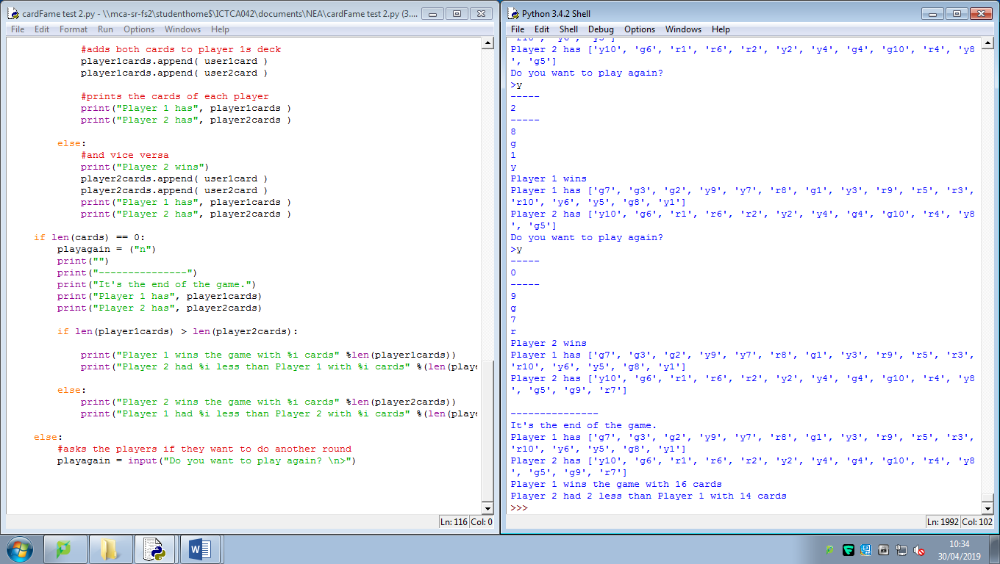 cardFame test 2.py - \\mca-sr-fs2\studenthome$\ICTCA042\documents\NEA\cardFame test 2.py (3....
File Edit Format Run Options Windows Help
#adds both cards to player 1s deck
player1cards.append( user1card )
player1cards.append( user2card )
#prints the cards of each player
print("Player 1 has", player1cards )
print("Player 2 has", player2cards )
else:
#and vice versa
print("Player 2 wins")
player2cards.append( user1card )
player2cards.append( user2card )
print("Player 1 has", player1cards )
print("Player 2 has", player2cards )
if len(cards) == 0:
playagain = ("n")
print("")
print("---------------")
print("It's the end of the game.")
print("Player 1 has", player1cards)
print("Player 2 has", player2cards)
if len(player1cards) > len(player2cards):
print("Player 1 wins the game with %i cards" %len(player1cards))
print("Player 2 had %i less than Player 1 with %i cards" %(len(playe
else:
print("Player 2 wins the game with %i cards" %len(player2cards))
print("Player 1 had %i less than Player 2 with %i cards" %(len(playe
else:
#asks the players if they want to do another round
playagain = input("Do you want to play again? \n>")
Ln: 116 Col: 0
Python 3.4.2 Shell
File Edit Shell Debug Options Windows Help
r10', 'y6', 'y5']
Player 2 has ['y10', 'g6', 'r1', 'r6', 'r2', 'y2', 'y4', 'g4', 'g10', 'r4', 'y8
', 'g5']
Do you want to play again?
>y
-----
2
-----
8
g
1
y
Player 1 wins
Player 1 has ['g7', 'g3', 'g2', 'y9', 'y7', 'r8', 'g1', 'y3', 'r9', 'r5', 'r3',
'r10', 'y6', 'y5', 'g8', 'y1']
Player 2 has ['y10', 'g6', 'r1', 'r6', 'r2', 'y2', 'y4', 'g4', 'g10', 'r4', 'y8
', 'g5']
Do you want to play again?
>y
-----
0
-----
9
g
7
r
Player 2 wins
Player 1 has ['g7', 'g3', 'g2', 'y9', 'y7', 'r8', 'g1', 'y3', 'r9', 'r5', 'r3',
'r10', 'y6', 'y5', 'g8', 'y1']
Player 2 has ['y10', 'g6', 'r1', 'r6', 'r2', 'y2', 'y4', 'g4', 'g10', 'r4', 'y8
', 'g5', 'g9', 'r7']
---------------
It's the end of the game.
Player 1 has ['g7', 'g3', 'g2', 'y9', 'y7', 'r8', 'g1', 'y3', 'r9', 'r5', 'r3',
'r10', 'y6', 'y5', 'g8', 'y1']
Player 2 has ['y10', 'g6', 'r1', 'r6', 'r2', 'y2', 'y4', 'g4', 'g10', 'r4', 'y8
', 'g5', 'g9', 'r7']
Player 1 wins the game with 16 cards
Player 2 had 2 less than Player 1 with 14 cards
>>>
Ln: 1992 Col: 102
10:34
30/04/2019